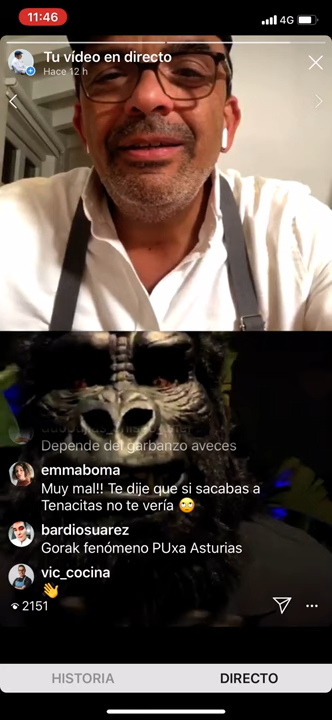 11:46
4G
Tu vídeo en directo
Hace 12 h
Depende del garbanzo aveces
emmaboma
Muy mal!! Te dije que si sacabas a
Tenacitas no te vería 🙄
bardiosuarez
Gorak fenómeno PUxa Asturias
vic_cocina
👋
2151
HISTORIA
DIRECTO